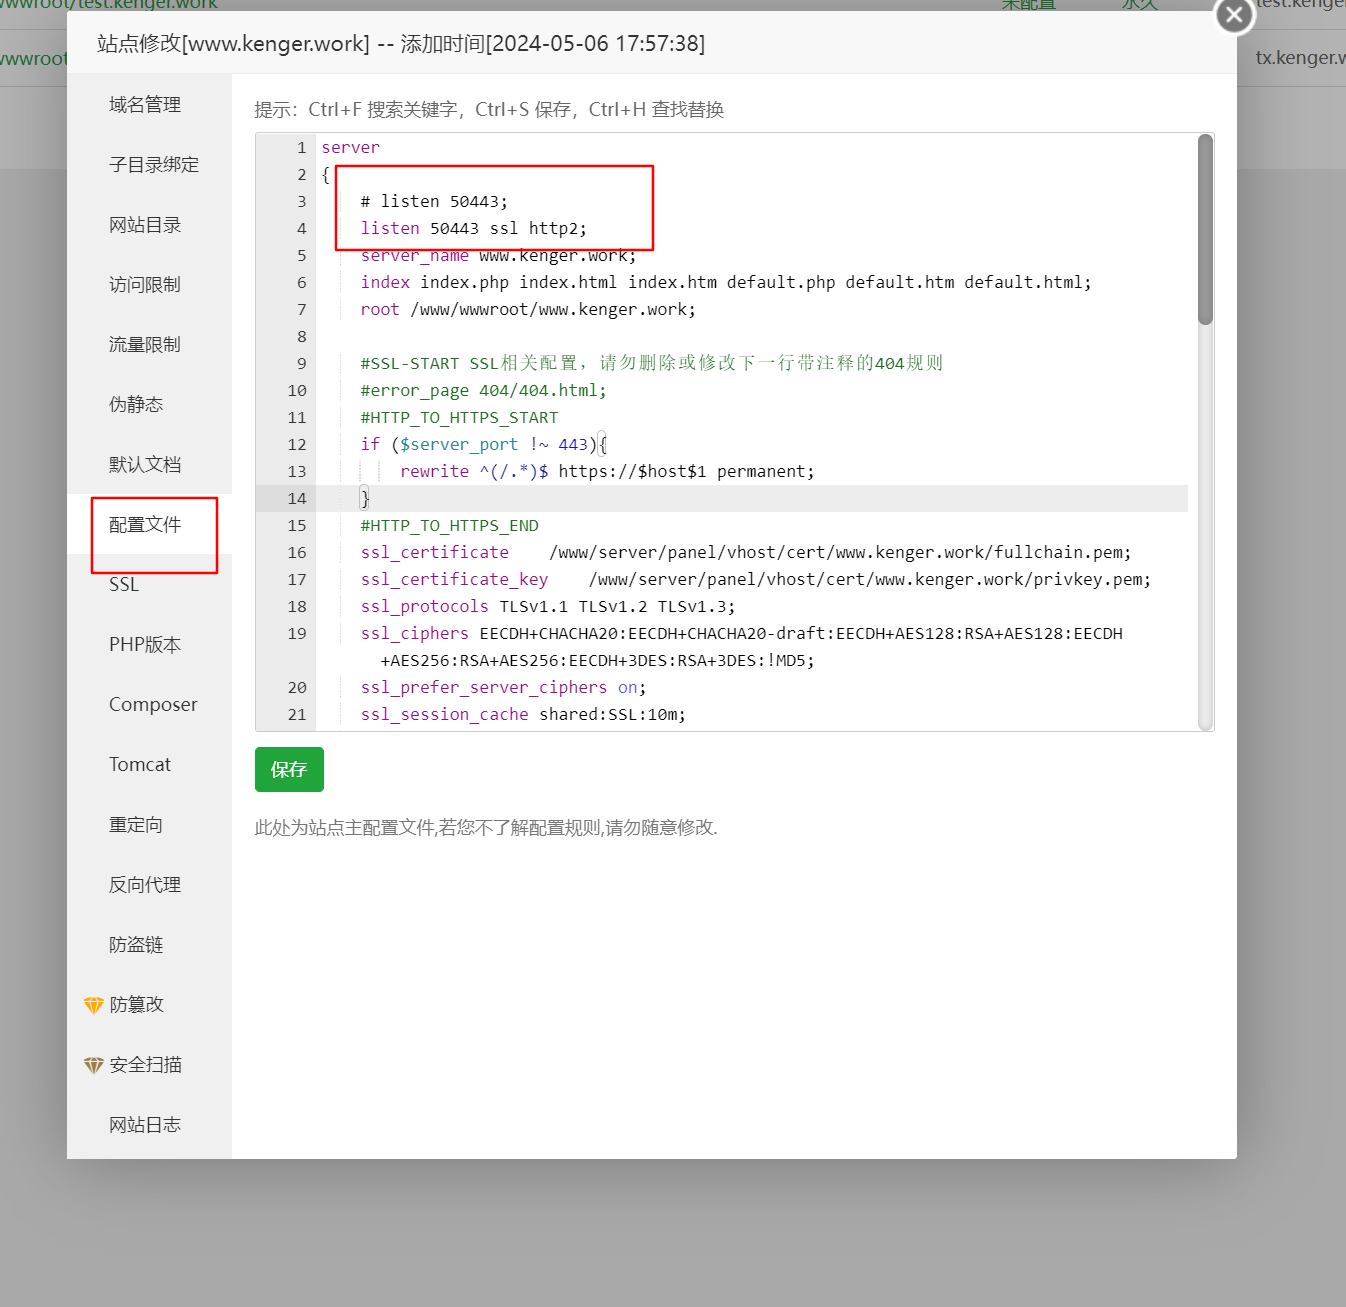 wwwroot/test.kenger.work
未配置
永久
test.kenger
站点修改[www.kenger.work] -- 添加时间[2024-05-06 17:57:38]
wwwroot
tx.kenger.w
域名管理
子目录绑定
网站目录
访问限制
流量限制
伪静态
默认文档
配置文件
SSL
PHP版本
Composer
Tomcat
重定向
反向代理
防盗链
防篡改
安全扫描
网站日志
提示：Ctrl+F 搜索关键字，Ctrl+S 保存，Ctrl+H 查找替换
1 server
2 {
3 # listen 50443;
4 listen 50443 ssl http2;
5 server_name www.kenger.work;
6 index index.php index.html index.htm default.php default.htm default.html;
7 root /www/wwwroot/www.kenger.work;
8
9 #SSL-START SSL相关配置，请勿删除或修改下一行带注释的404规则
10 #error_page 404/404.html;
11 #HTTP_TO_HTTPS_START
12 if ($server_port !~ 443){
13 rewrite ^(/.*)$ https://$host$1 permanent;
14 }
15 #HTTP_TO_HTTPS_END
16 ssl_certificate    /www/server/panel/vhost/cert/www.kenger.work/fullchain.pem;
17 ssl_certificate_key    /www/server/panel/vhost/cert/www.kenger.work/privkey.pem;
18 ssl_protocols TLSv1.1 TLSv1.2 TLSv1.3;
19 ssl_ciphers EECDH+CHACHA20:EECDH+CHACHA20-draft:EECDH+AES128:RSA+AES128:EECDH
+AES256:RSA+AES256:EECDH+3DES:RSA+3DES:!MD5;
20 ssl_prefer_server_ciphers on;
21 ssl_session_cache shared:SSL:10m;
保存
此处为站点主配置文件,若您不了解配置规则,请勿随意修改.